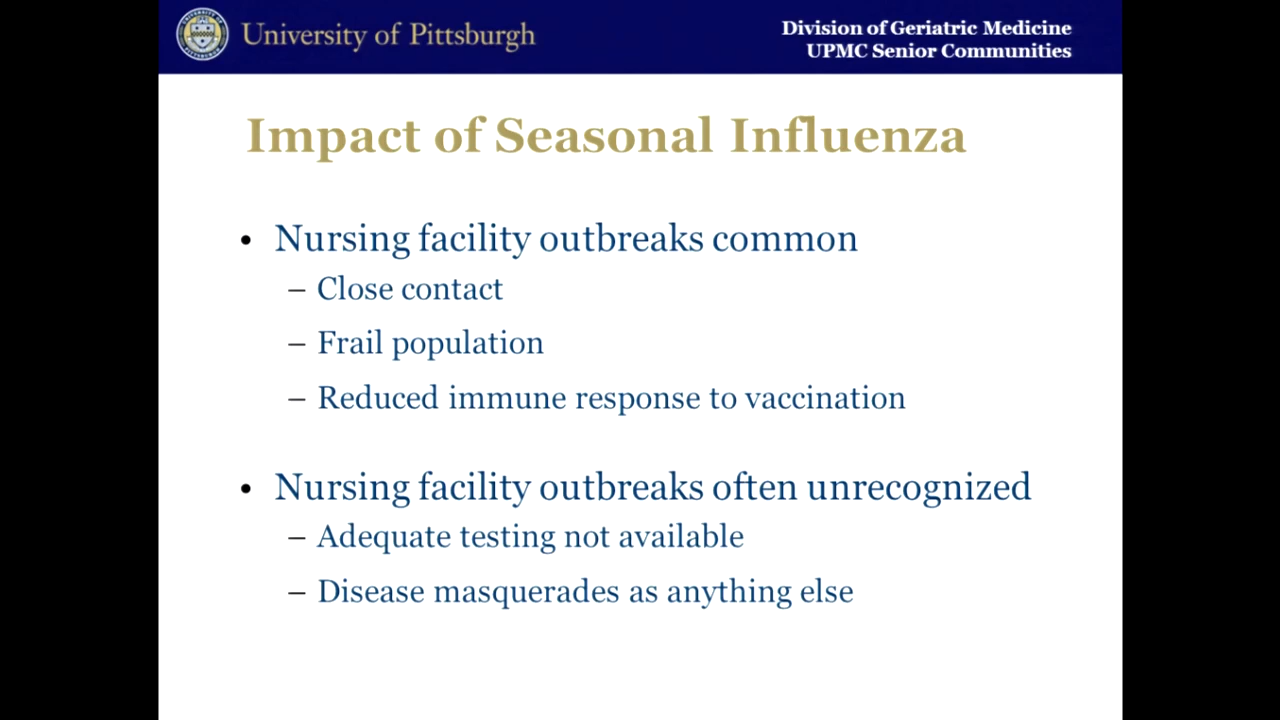 University of Pittsburgh
Division of Geriatric Medicine
UPMC Senior Communities
Impact of Seasonal Influenza
• Nursing facility outbreaks common
– Close contact
– Frail population
– Reduced immune response to vaccination
• Nursing facility outbreaks often unrecognized
– Adequate testing not available
– Disease masquerades as anything else